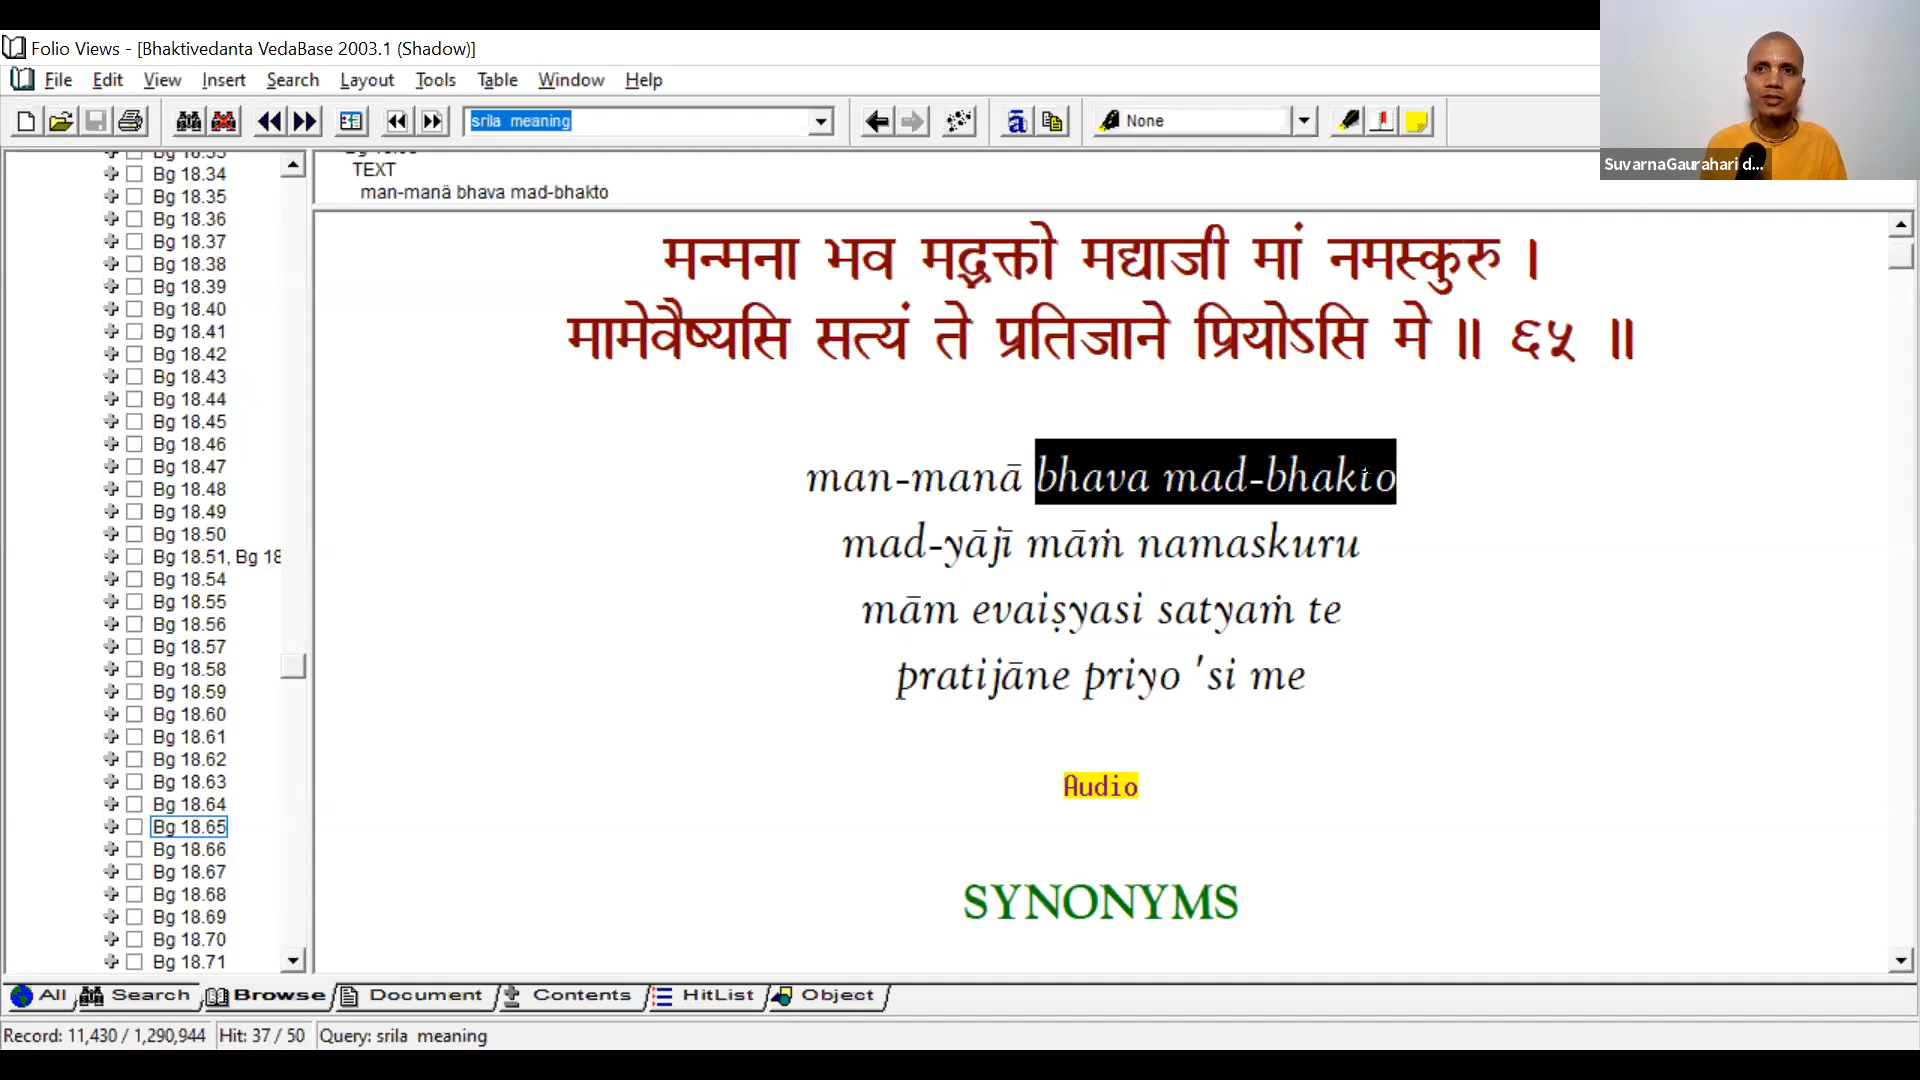 Folio Views - [Bhaktivedanta VedaBase 2003.1 (Shadow)]
File Edit View Insert Search Layout Tools Table Window Help
srila meaning
None
SuvarnaGaurahari d...
Bg 18.34
Bg 18.35
Bg 18.36
Bg 18.37
Bg 18.38
Bg 18.39
Bg 18.40
Bg 18.41
Bg 18.42
Bg 18.43
Bg 18.44
Bg 18.45
Bg 18.46
Bg 18.47
Bg 18.48
Bg 18.49
Bg 18.50
Bg 18.51, Bg 18
Bg 18.54
Bg 18.55
Bg 18.56
Bg 18.57
Bg 18.58
Bg 18.59
Bg 18.60
Bg 18.61
Bg 18.62
Bg 18.63
Bg 18.64
Bg 18.65
Bg 18.66
Bg 18.67
Bg 18.68
Bg 18.69
Bg 18.70
Bg 18.71
TEXT
man-manä bhava mad-bhakto
मन्मना भव मद्भक्तो मद्याजी मां नमस्कुरु ।
मामेवैष्यसि सत्यं ते प्रतिजाने प्रियोऽसि मे ॥ ६५ ॥
man-manā bhava mad-bhakto
mad-yājī māṁ namaskuru
mām evaiṣyasi satyaṁ te
pratijāne priyo 'si me
Audio
SYNONYMS
All Search Browse Document Contents HitList Object
Record: 11,430 / 1,290,944 Hit: 37 / 50 Query: srila meaning